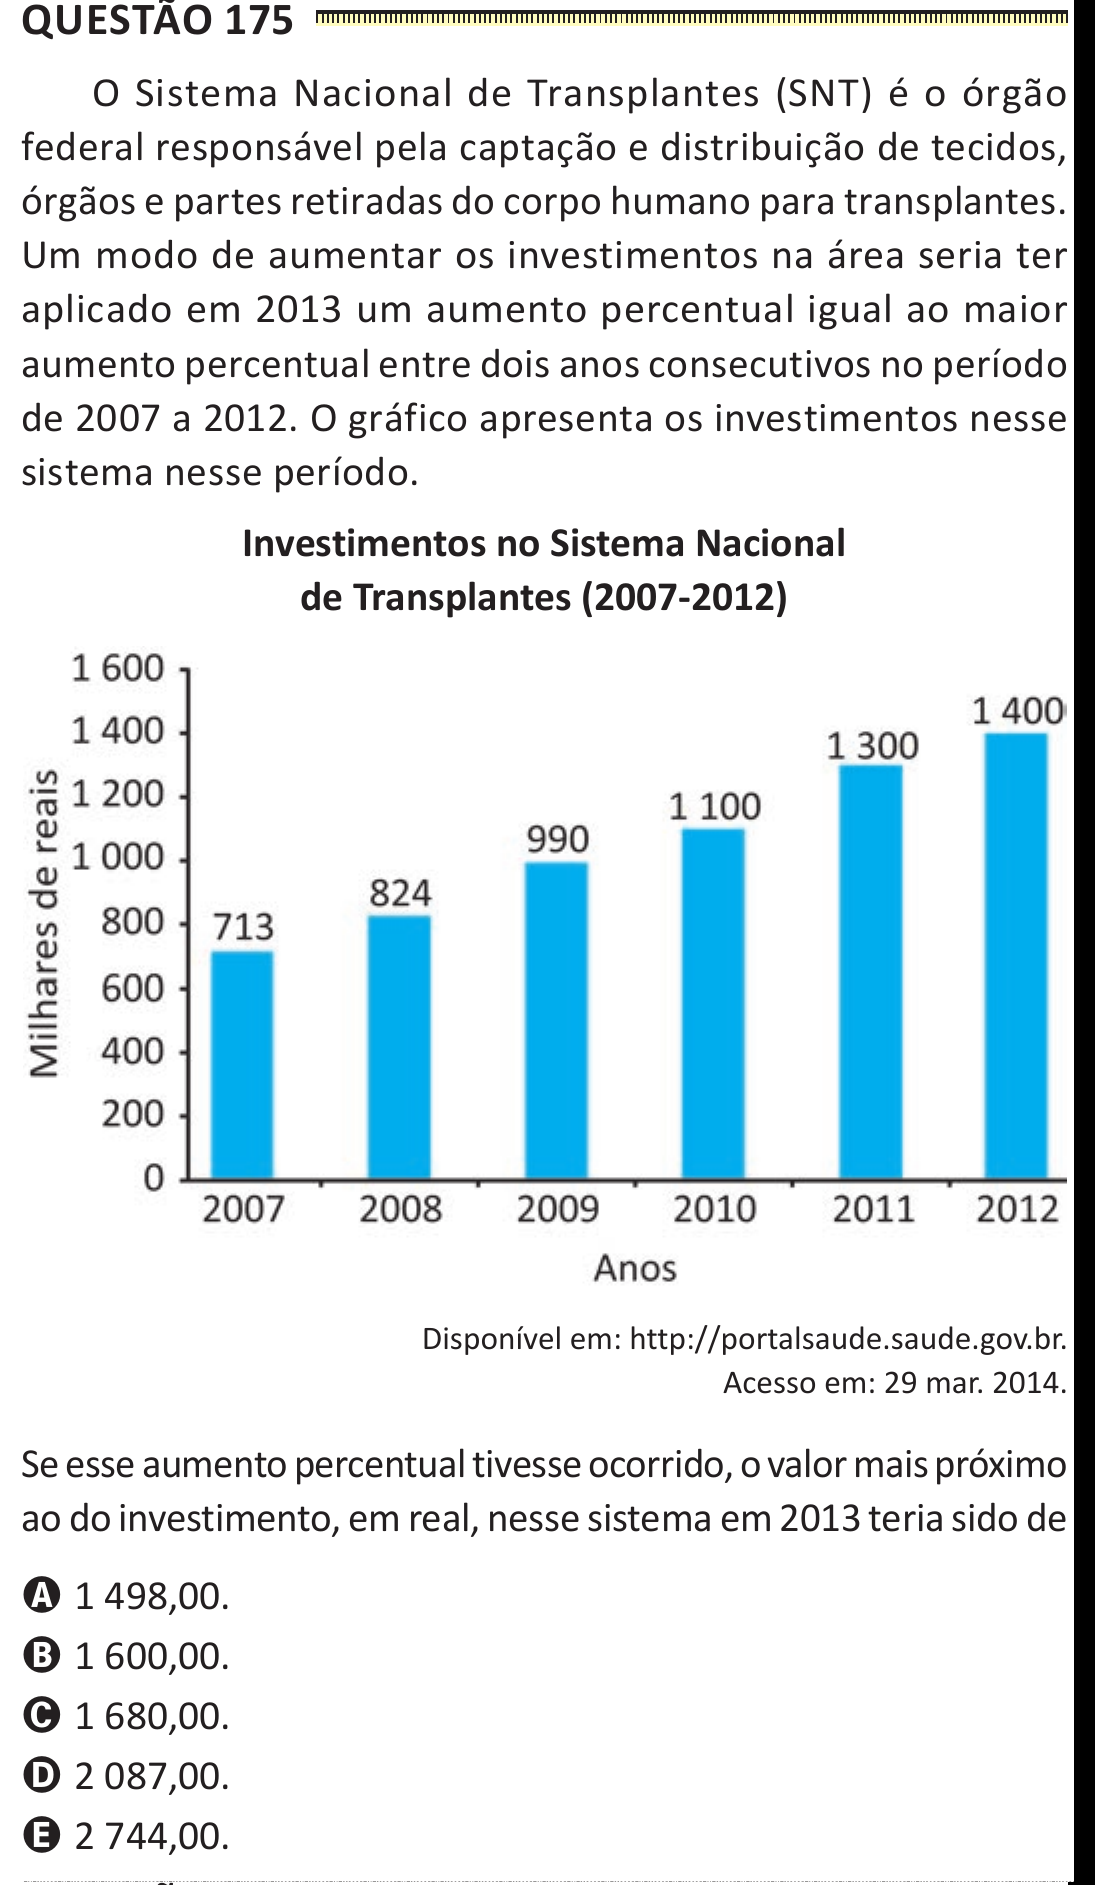 QUESTÃO 175
O Sistema Nacional de Transplantes (SNT) é o órgão
federal responsável pela captação e distribuição de tecidos,
órgãos e partes retiradas do corpo humano para transplantes.
Um modo de aumentar os investimentos na área seria ter
aplicado em 2013 um aumento percentual igual ao maior
aumento percentual entre dois anos consecutivos no período
de 2007 a 2012. O gráfico apresenta os investimentos nesse
sistema nesse período.
Investimentos no Sistema Nacional
de Transplantes (2007-2012)
Milhares de reais
1 600
1 400
1 200
1 000
800
600
400
200
0
713
824
990
1 100
1 300
1 400
2007 2008 2009 2010 2011 2012
Anos
Disponível em: http://portalsaude.saude.gov.br.
Acesso em: 29 mar. 2014.
Se esse aumento percentual tivesse ocorrido, o valor mais próximo
ao do investimento, em real, nesse sistema em 2013 teria sido de
A 1 498,00.
B 1 600,00.
C 1 680,00.
D 2 087,00.
E 2 744,00.